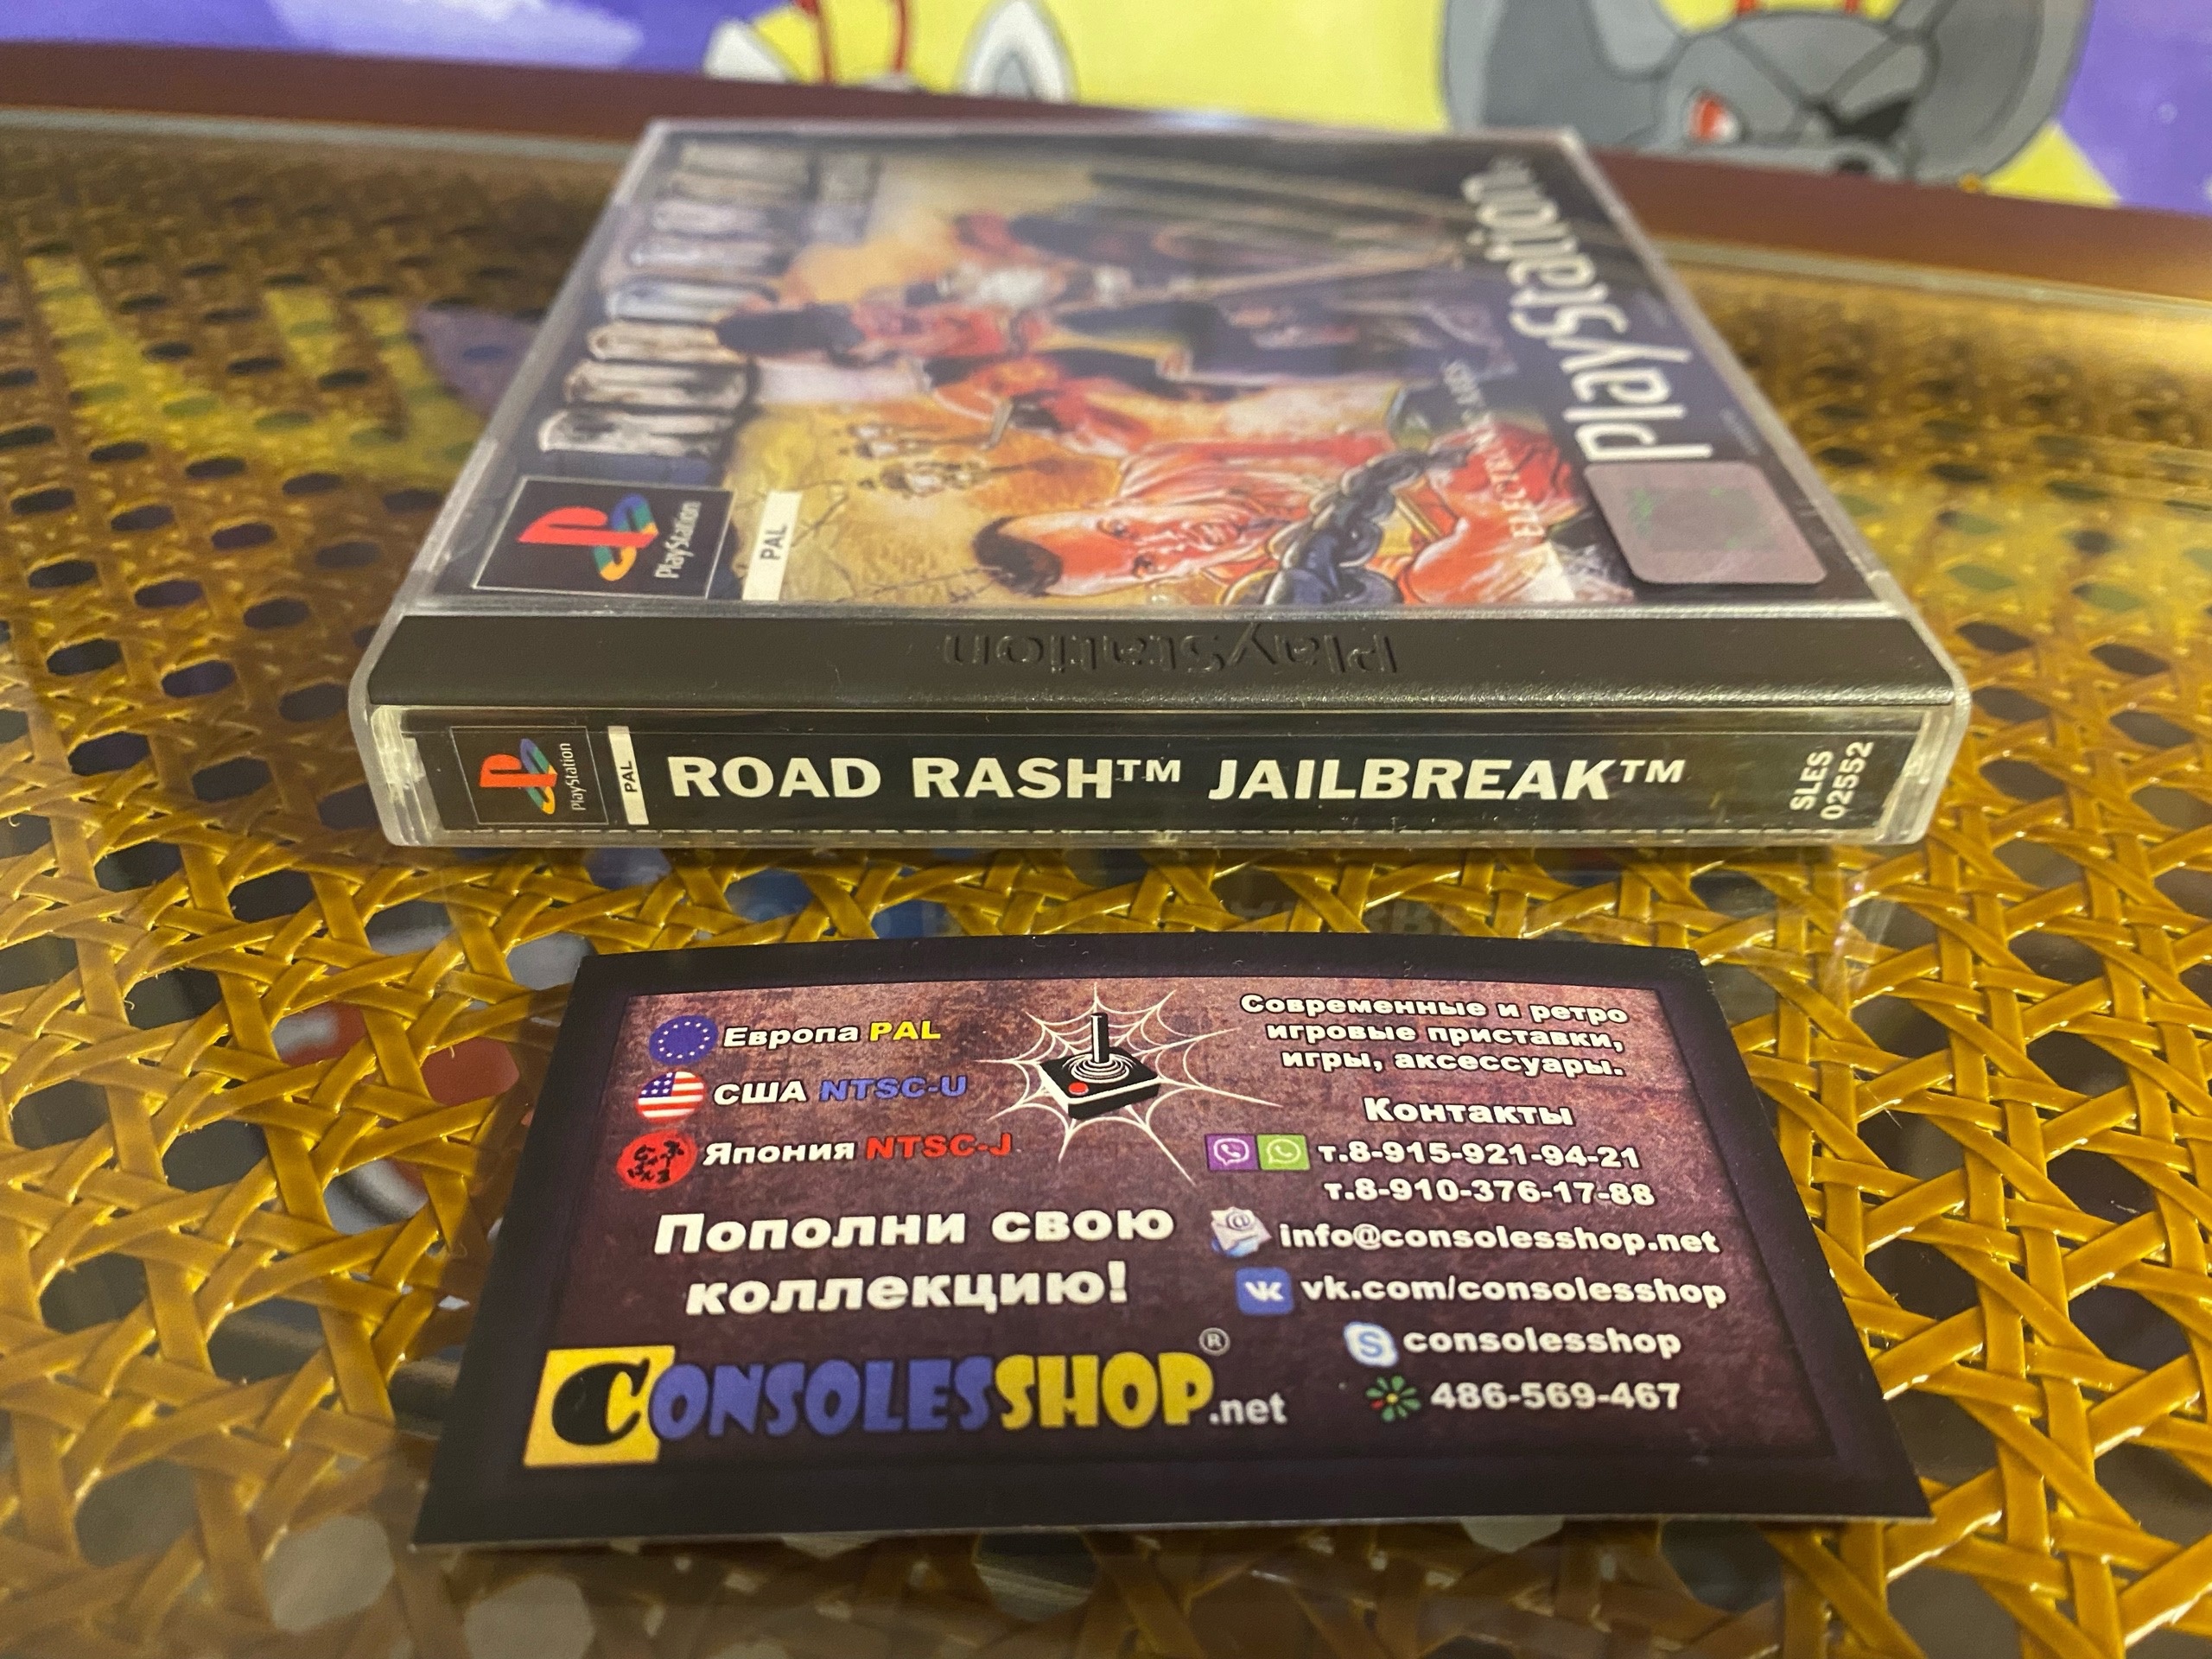 PlayStation
ELECTRONIC ARTS
PlayStation
PAL
PlayStation
PlayStation
PAL
ROAD RASH™ JAILBREAK™
SLES
02552
Европа PAL
США NTSC-U
Япония NTSC-J
Пополни свою
коллекцию!
CONSOLESSHOP®.net
Современные и ретро
игровые приставки,
игры, аксессуары.
Контакты
т.8-915-921-94-21
т.8-910-376-17-88
info@consolesshop.net
vk.com/consolesshop
consolesshop
486-569-467